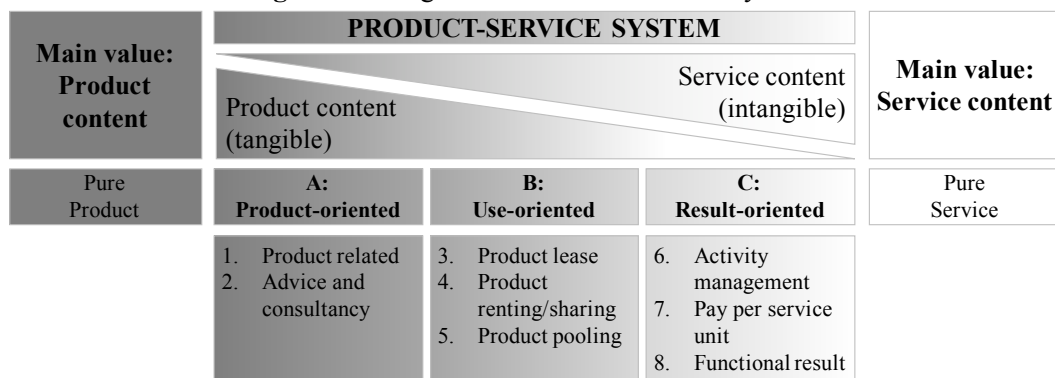 PRODUCT-SERVICE SYSTEM
Main value:
Product
content
Product content
(tangible)
Service content
(intangible)
Main value:
Service content
Pure
Product
A:
Product-oriented
B:
Use-oriented
C:
Result-oriented
Pure
Service
1. Product related
2. Advice and
consultancy
3. Product lease
4. Product
renting/sharing
5. Product pooling
6. Activity
management
7. Pay per service
unit
8. Functional result